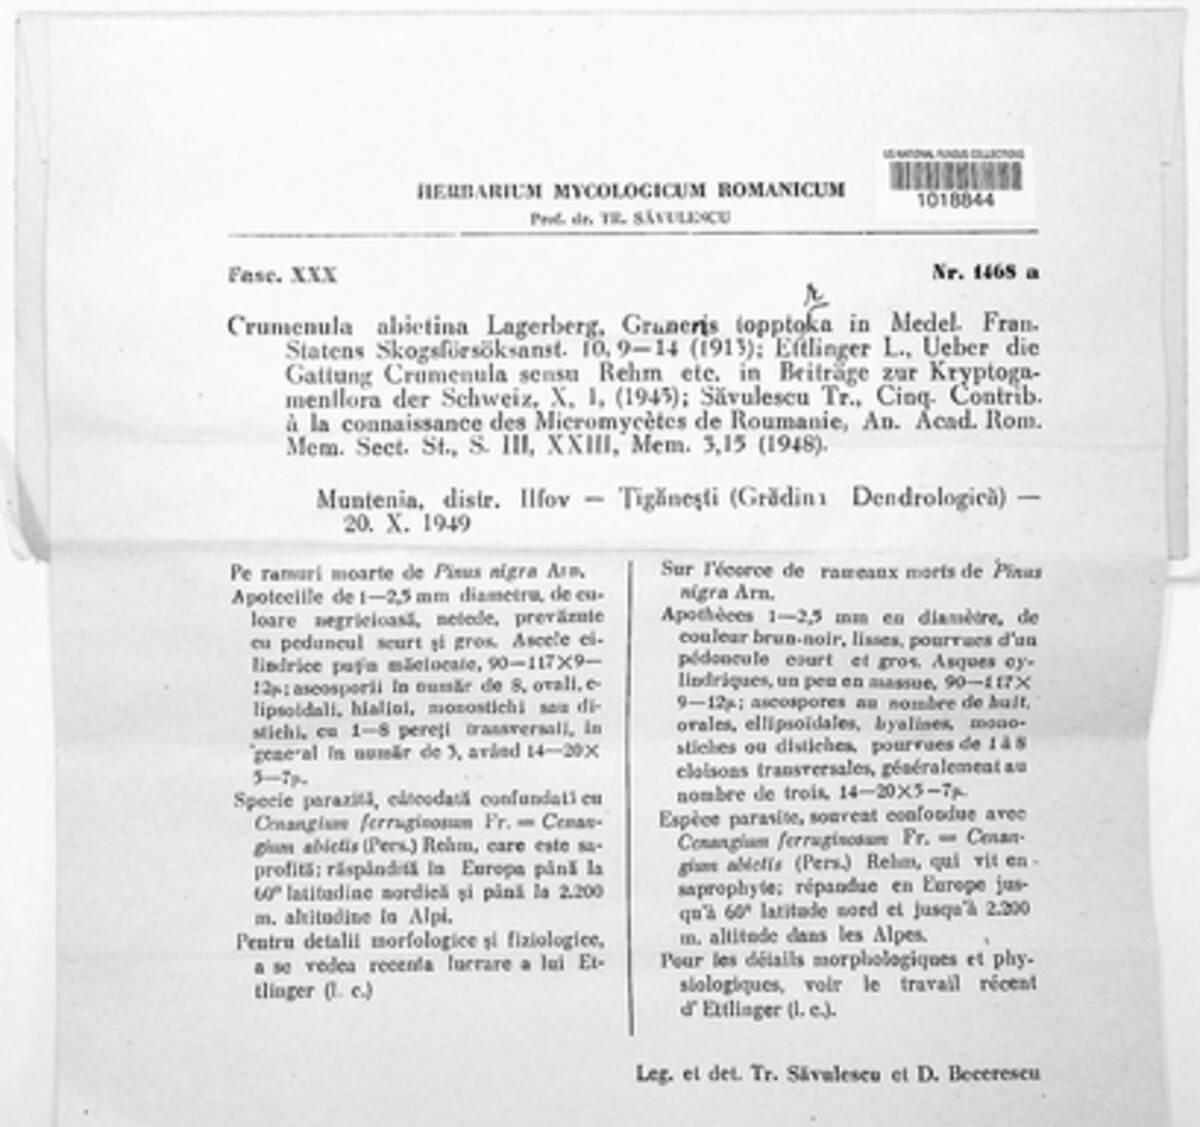 US NATIONAL FUNGUS COLLECTIONS
1018844
HERBARIUM MYCOLOGICUM ROMANICUM
Prof. dr. TR. SĂVULESCU
Fasc. XXX
Nr. 1468 a
Crumenula abietina Lagerberg, Graneris topptoka in Medel. Fran.
Statens Skogsförsöksanst. 10, 9—14 (1913); Ettlinger L., Ueber die
Gattung Crumenula sensu Rehm etc. in Beiträge zur Kryptoga-
menflora der Schweiz, X, 1, (1945); Săvulescu Tr., Cinq. Contrib.
à la connaissance des Micromycètes de Roumanie, An. Acad. Rom.
Mem. Sect. St., S. III, XXIII, Mem. 3,15 (1948).
Muntenia, distr. Ilfov — Țigănești (Grădina Dendrologică) —
20. X. 1949
Pe ramuri moarte de Pinus nigra Arn.
Apoteciile de 1—2,5 mm diametru, de cu-
loare negricioasă, netede, prevăzute
cu peduncul scurt și gros. Ascele ci-
lindrice puțin măciucate, 90—117×9—
12µ; ascosporii în număr de 8, ovali, e-
lipsoidali, hialini, monostichi sau di-
stichi, cu 1—8 pereți transversali, în
general în număr de 3, având 14—20×
5—7µ.
Specie parazită, câteodată confundată cu
Cenangium ferruginosum Fr. = Cenan-
gium abietis (Pers.) Rehm, care este sa-
profită; răspândită în Europa până la
60° latitudine nordică și până la 2.200
m. altitudine în Alpi.
Pentru detalii morfologice și fiziologice,
a se vedea recenta lucrare a lui Et-
tlinger (l. c.)
Sur l'écorce de rameaux morts de Pinus
nigra Arn.
Apothèces 1—2,5 mm en diamètre, de
couleur brun-noir, lisses, pourvues d'un
pédoncule court et gros. Asques cy-
lindriques, un peu en massue, 90—117×
9—12µ; ascospores au nombre de huit,
ovales, ellipsoïdales, hyalines, mono-
stiches ou distiches, pourvues de 1 à 8
cloisons transversales, généralement au
nombre de trois, 14—20×5—7µ.
Espèce parasite, souvent confondue avec
Cenangium ferruginosum Fr. = Cenan-
gium abietis (Pers.) Rehm, qui vit en
saprophyte; répandue en Europe jus-
qu'à 60° latitude nord et jusqu'à 2.200
m. altitude dans les Alpes.
Pour les détails morphologiques et phy-
siologiques, voir le travail récent
d'Ettlinger (l. c.).
Leg. et det. Tr. Săvulescu et D. Becerescu